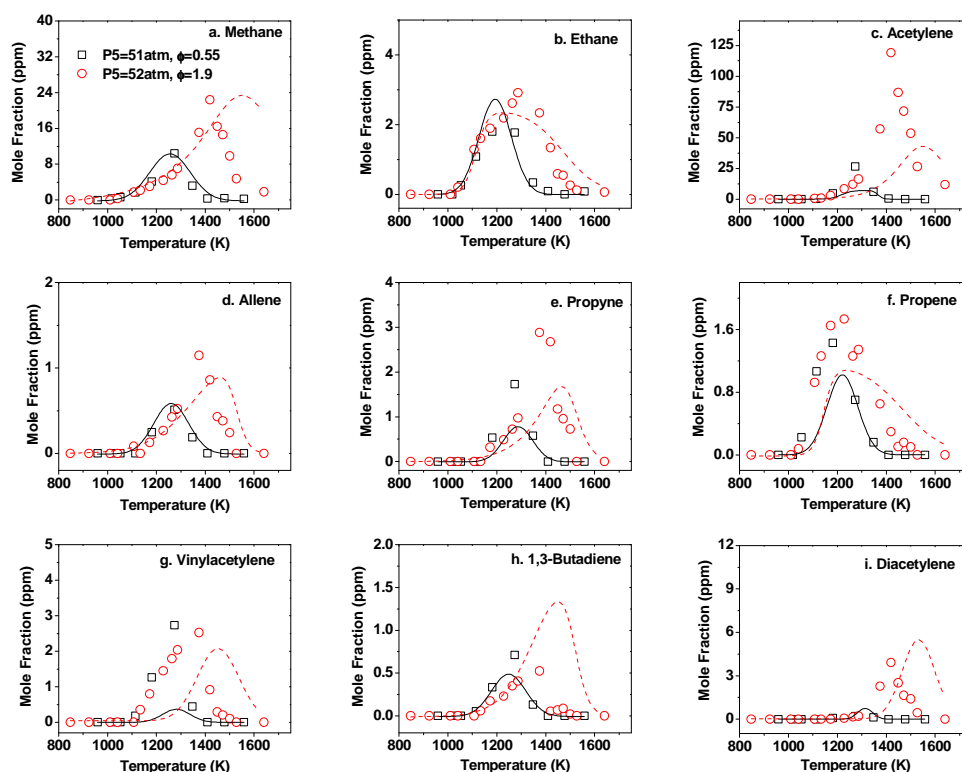 a. Methane
P5=51atm, ϕ=0.55
P5=52atm, ϕ=1.9
Mole Fraction (ppm)
40
32
24
16
8
0
800 1000 1200 1400 1600
Temperature (K)
b. Ethane
Mole Fraction (ppm)
4
2
0
800 1000 1200 1400 1600
Temperature (K)
c. Acetylene
Mole Fraction (ppm)
125
100
75
50
25
0
800 1000 1200 1400 1600
Temperature (K)
d. Allene
Mole Fraction (ppm)
2
1
0
800 1000 1200 1400 1600
Temperature (K)
e. Propyne
Mole Fraction (ppm)
4
3
2
1
0
800 1000 1200 1400 1600
Temperature (K)
f. Propene
Mole Fraction (ppm)
1.6
0.8
0.0
800 1000 1200 1400 1600
Temperature (K)
g. Vinylacetylene
Mole Fraction (ppm)
5
4
3
2
1
0
800 1000 1200 1400 1600
Temperature (K)
h. 1,3-Butadiene
Mole Fraction (ppm)
2.0
1.5
1.0
0.5
0.0
800 1000 1200 1400 1600
Temperature (K)
i. Diacetylene
Mole Fraction (ppm)
12
9
6
3
0
800 1000 1200 1400 1600
Temperature (K)